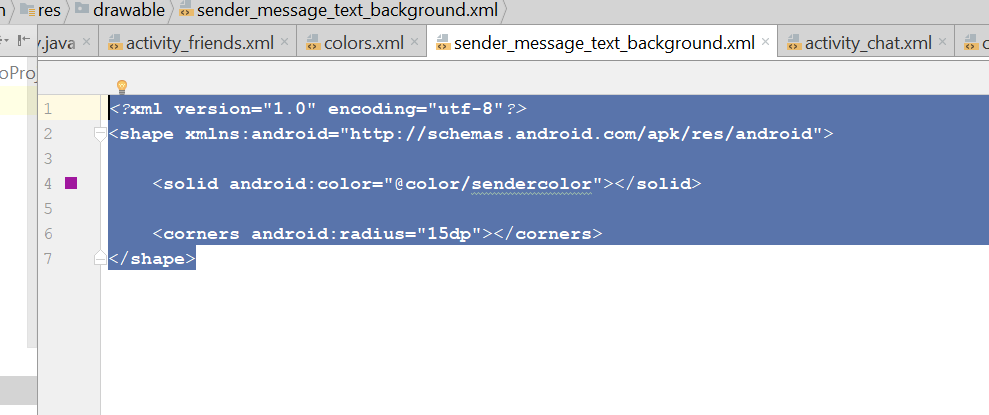 res drawable sender_message_text_background.xml
.java activity_friends.xml colors.xml sender_message_text_background.xml activity_chat.xml
oPro
1 <?xml version="1.0" encoding="utf-8"?>
2 <shape xmlns:android="http://schemas.android.com/apk/res/android">
3
4 <solid android:color="@color/sendercolor"></solid>
5
6 <corners android:radius="15dp"></corners>
7 </shape>